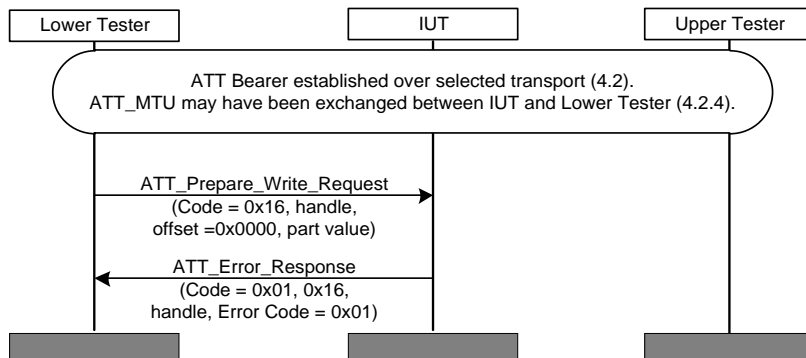 Lower Tester
IUT
Upper Tester
ATT Bearer established over selected transport (4.2).
ATT_MTU may have been exchanged between IUT and Lower Tester (4.2.4).
ATT_Prepare_Write_Request
(Code = 0x16, handle,
offset =0x0000, part value)
ATT_Error_Response
(Code = 0x01, 0x16,
handle, Error Code = 0x01)